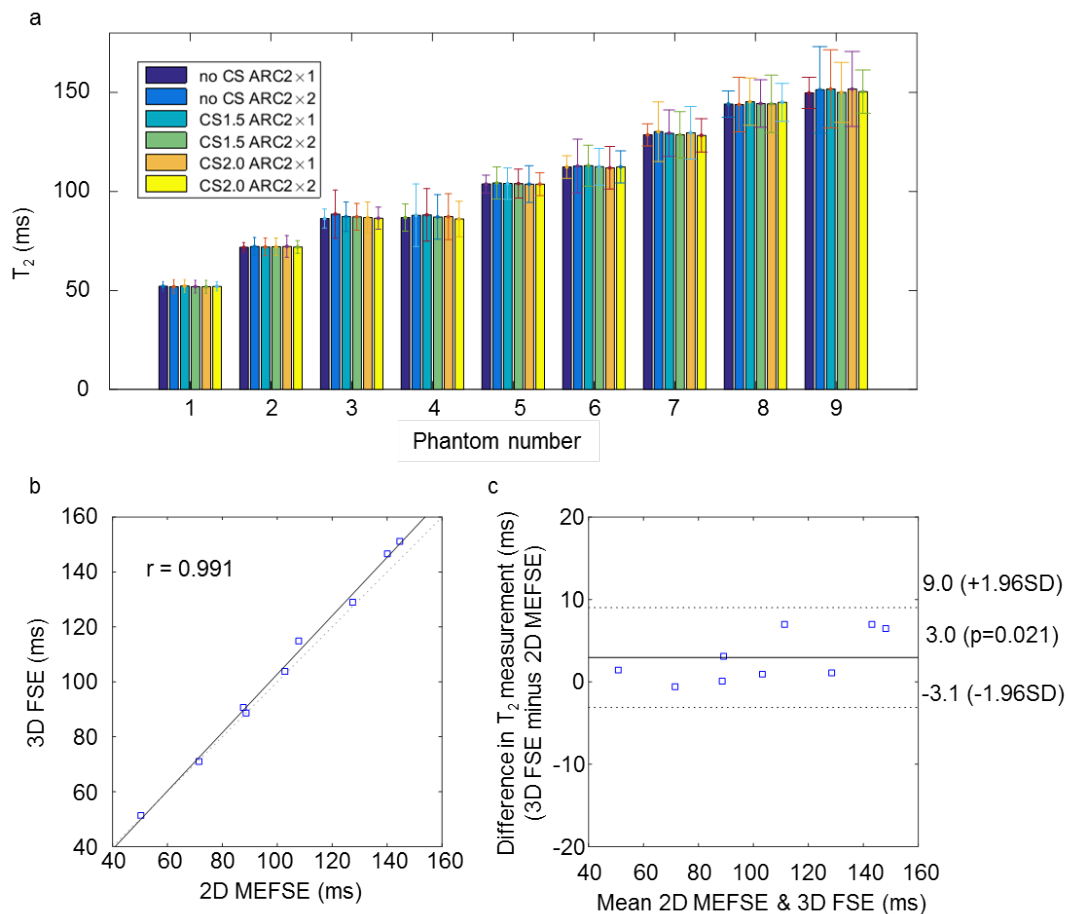 a
T2 (ms)
150
100
50
0
no CS ARC2×1
no CS ARC2×2
CS1.5 ARC2×1
CS1.5 ARC2×2
CS2.0 ARC2×1
CS2.0 ARC2×2
1 2 3 4 5 6 7 8 9
Phantom number
b
3D FSE (ms)
160
140
120
100
80
60
40
r = 0.991
40 60 80 100 120 140 160
2D MEFSE (ms)
c
Difference in T2 measurement (ms)
(3D FSE minus 2D MEFSE)
20
10
0
-10
-20
9.0 (+1.96SD)
3.0 (p=0.021)
-3.1 (-1.96SD)
40 60 80 100 120 140 160
Mean 2D MEFSE & 3D FSE (ms)